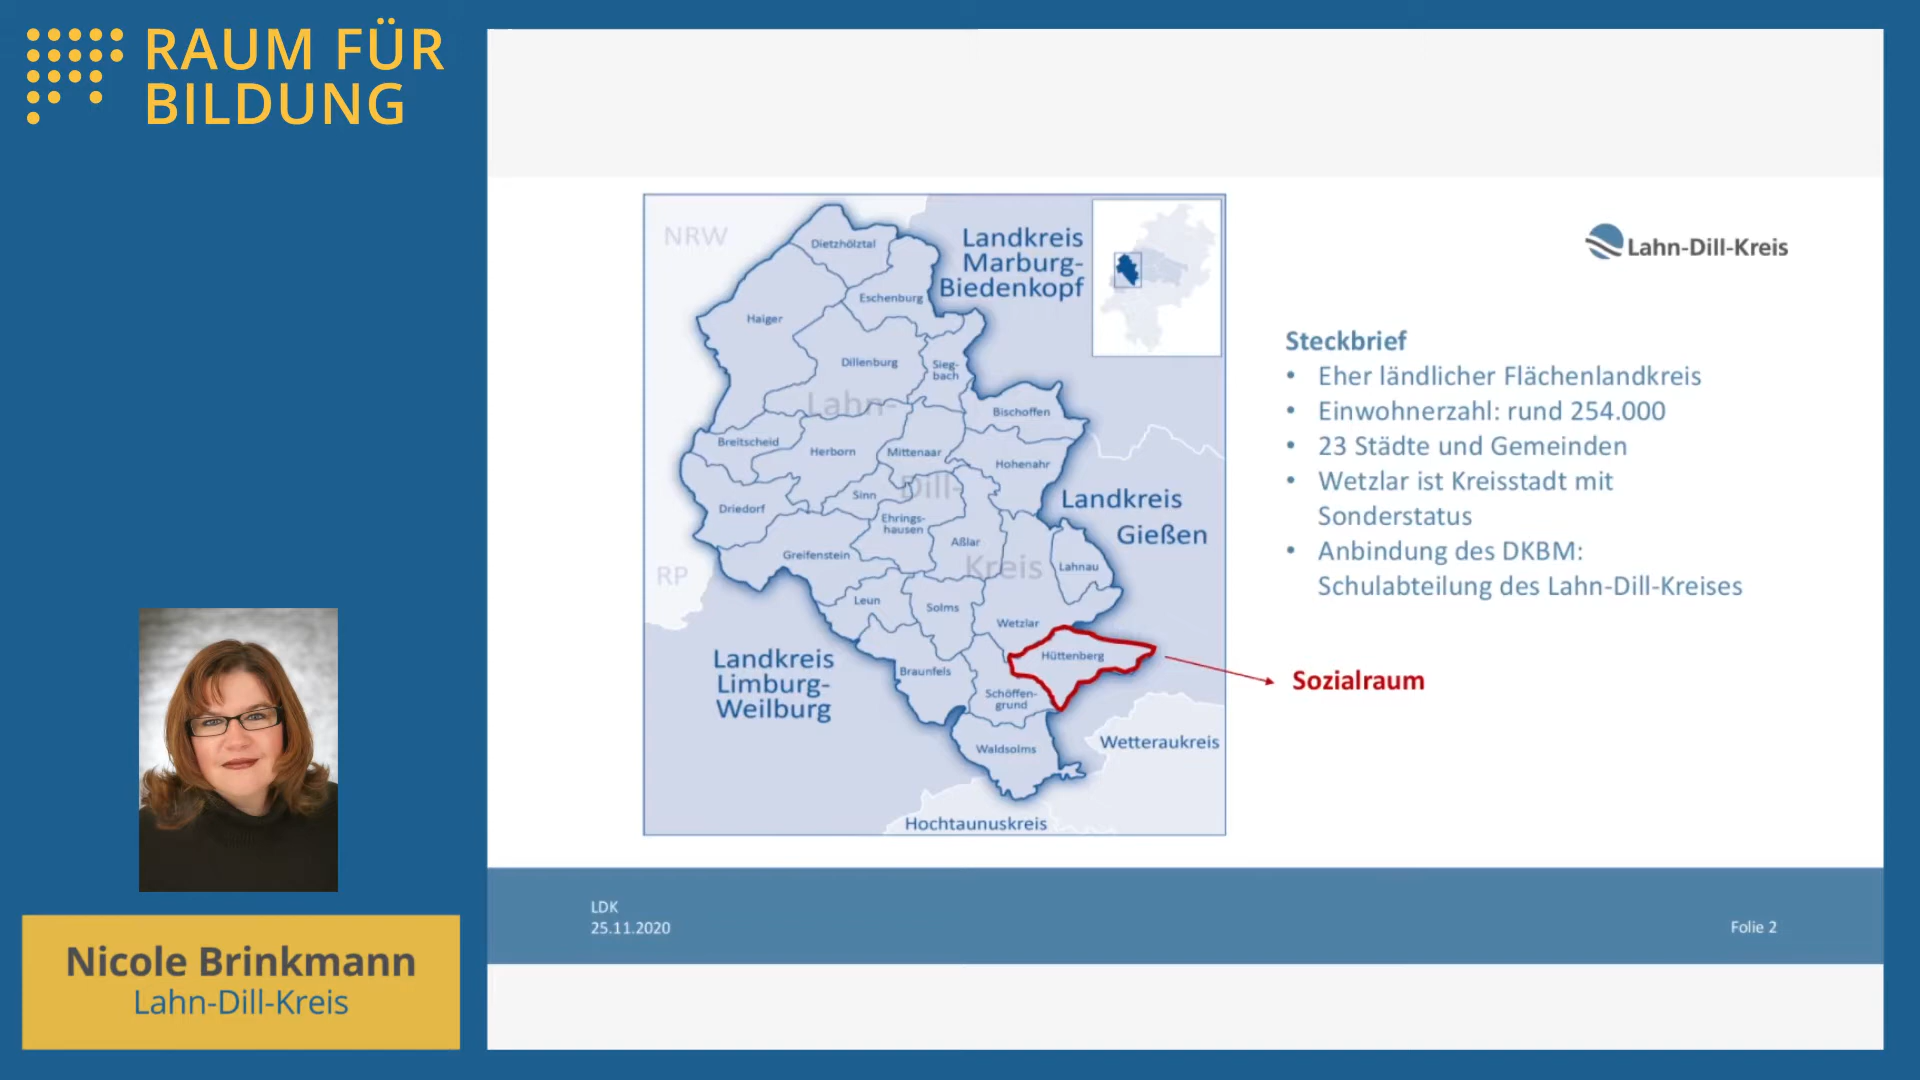 RAUM FÜR
BILDUNG
NRW
Dietzhölztal
Landkreis
Marburg-
Biedenkopf
Eschenburg
Haiger
Dillenburg
Sieg-
bach
Lahn-
Bischoffen
Breitscheid
Herborn
Mittenaar
Hohenahr
Sinn
Dill-
Landkreis
Gießen
Driedorf
Ehrings-
hausen
Aßlar
Greifenstein
Kreis
Lahnau
RP
Leun
Solms
Wetzlar
Hüttenberg
Landkreis
Limburg-
Weilburg
Braunfels
Schöffen-
grund
Waldsolms
Wetteraukreis
Hochtaunuskreis
Lahn-Dill-Kreis
Steckbrief
• Eher ländlicher Flächenlandkreis
• Einwohnerzahl: rund 254.000
• 23 Städte und Gemeinden
• Wetzlar ist Kreisstadt mit
Sonderstatus
• Anbindung des DKBM:
Schulabteilung des Lahn-Dill-Kreises
Sozialraum
LDK
25.11.2020
Folie 2
Nicole Brinkmann
Lahn-Dill-Kreis